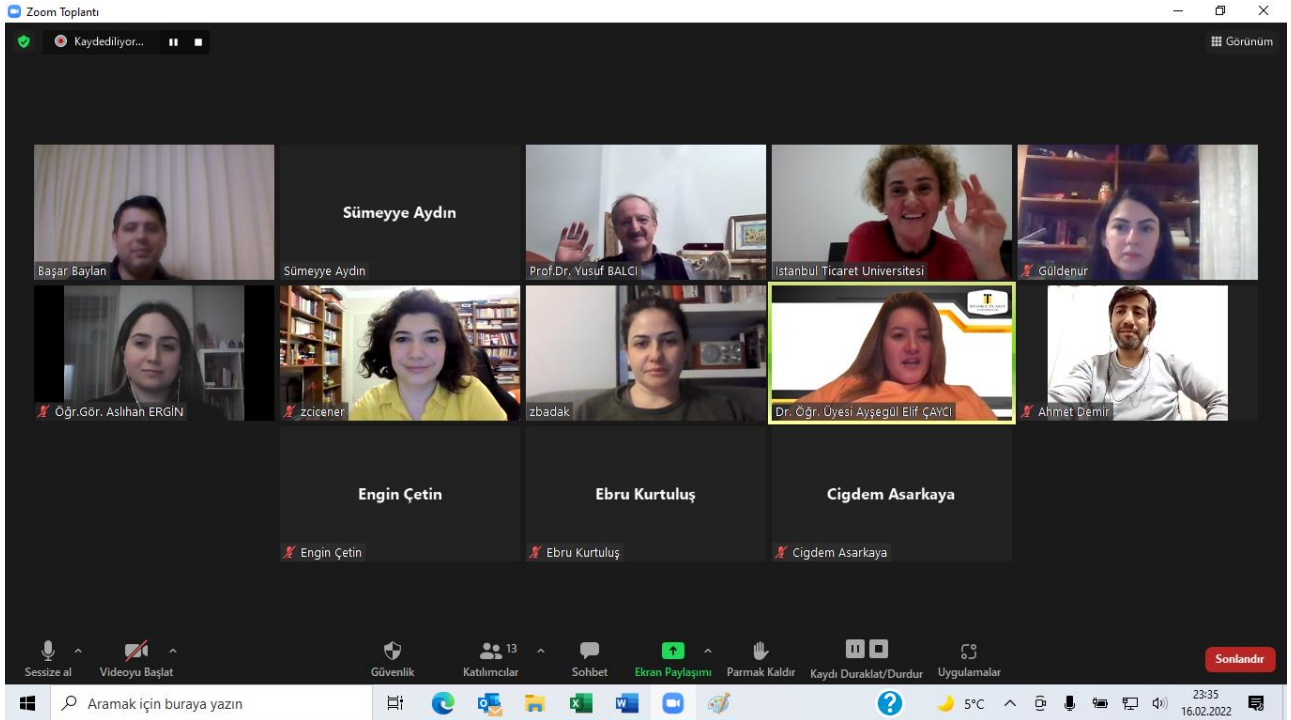 Zoom Toplantı
Kaydediliyor...
Görünüm
Başar Baylan
Sümeyye Aydın
Sümeyye Aydın
Prof.Dr. Yusuf BALCI
Istanbul Ticaret Universitesi
Güldenur
Öğr.Gör. Aslıhan ERGİN
zcicener
zbadak
Dr. Öğr. Üyesi Ayşegül Elif ÇAYCI
Ahmet Demir
Engin Çetin
Engin Çetin
Ebru Kurtuluş
Ebru Kurtuluş
Cigdem Asarkaya
Cigdem Asarkaya
Sessize al
Videoyu Başlat
Güvenlik
13
Katılımcılar
Sohbet
Ekran Paylaşımı
Parmak Kaldır
Kaydı Duraklat/Durdur
Uygulamalar
Sonlandır
Aramak için buraya yazın
5°C
23:35
16.02.2022